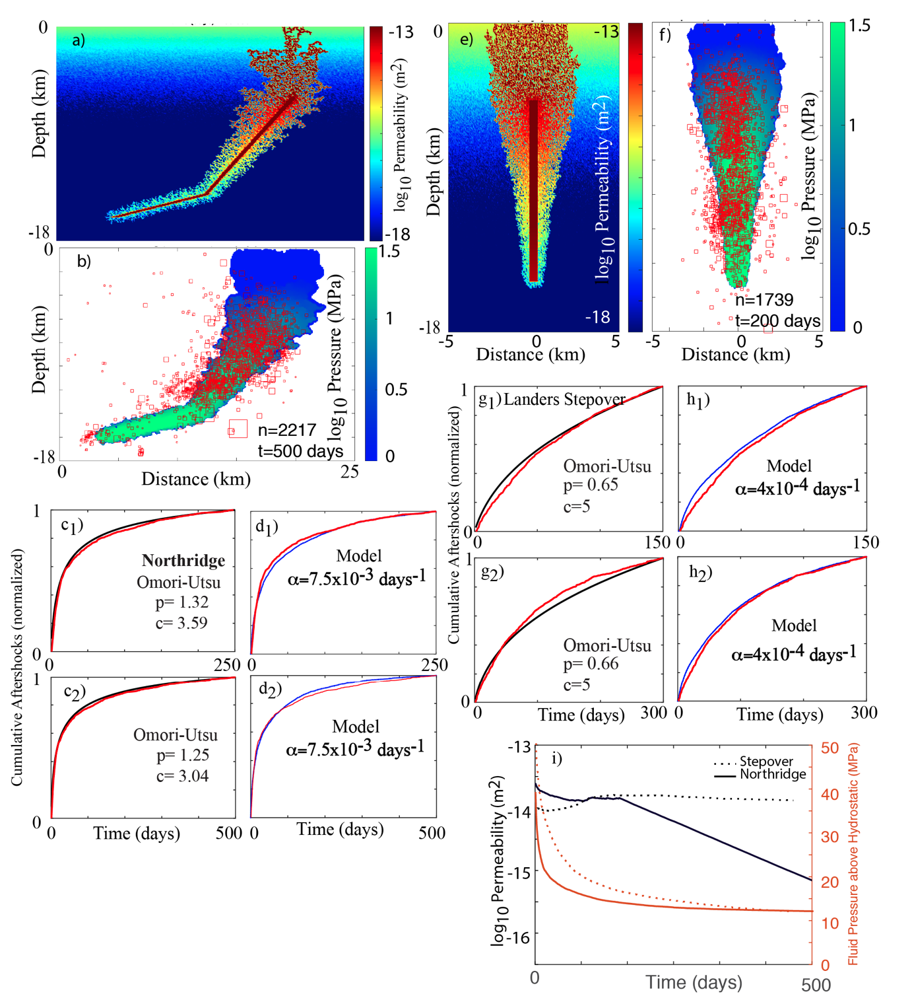 a)
0
Depth (km)
-18
-13
log10 Permeability (m2)
-18
b)
0
Depth (km)
-18
n=2217
t=500 days
0
25
Distance (km)
1.5
1
0.5
0
log10 Pressure (MPa)
e)
0
Depth (km)
-18
-13
log10 Permeability (m2)
-18
-5
0
5
Distance (km)
f)
n=1739
t=200 days
-5
0
5
Distance (km)
log10 Pressure (MPa)
1.5
1
0.5
0
Cumulative Aftershocks (normalized)
c1)
1
0
Northridge
Omori-Utsu
p= 1.32
c= 3.59
0
250
d1)
Model
α=7.5x10-3 days-1
0
250
c2)
1
0
Omori-Utsu
p= 1.25
c= 3.04
0
500
Time (days)
d2)
Model
α=7.5x10-3 days-1
0
500
Time (days)
Cumulative Aftershocks (normalized)
g1) Landers Stepover
1
0
Omori-Utsu
p= 0.65
c=5
0
150
h1)
Model
α=4x10-4 days-1
0
150
g2)
1
0
Omori-Utsu
p= 0.66
c=5
0
300
Time (days)
h2)
Model
α=4x10-4 days-1
0
300
Time (days)
i)
Stepover
Northridge
-13
-14
-15
-16
log10 Permeability (m2)
50
40
30
20
10
0
Fluid Pressure above Hydrostatic (MPa)
0
500
Time (days)